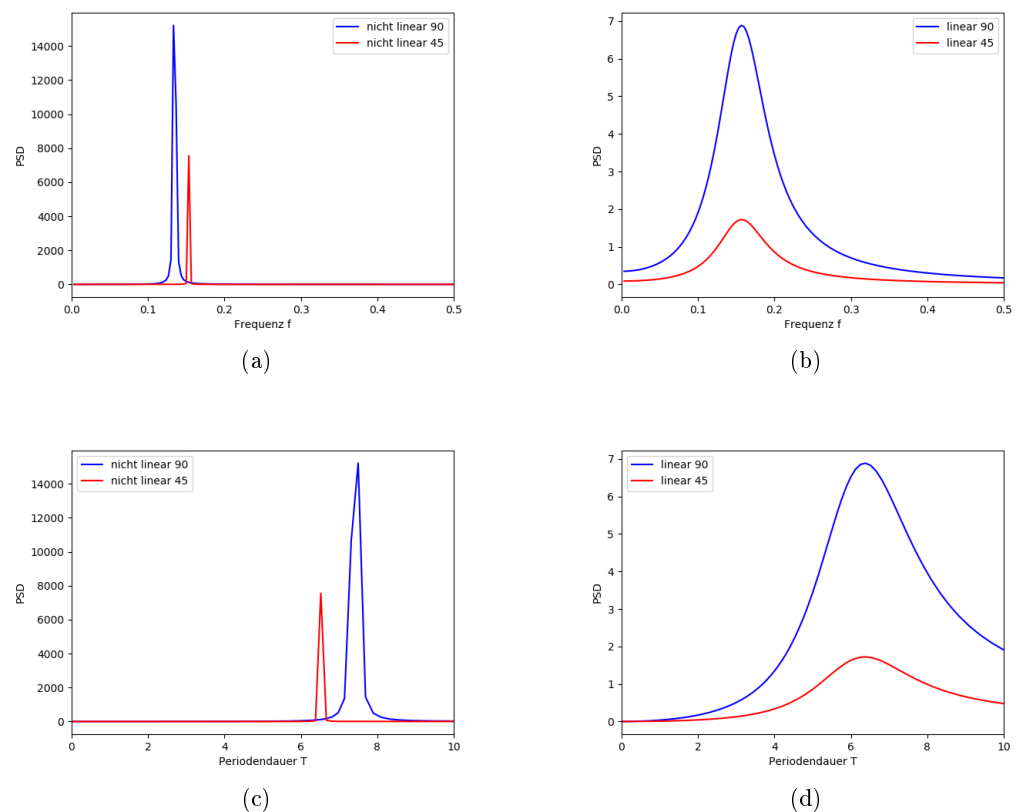 nicht linear 90
nicht linear 45
14000
12000
10000
8000
6000
4000
2000
0
PSD
0.0 0.1 0.2 0.3 0.4 0.5
Frequenz f
(a)
linear 90
linear 45
7
6
5
4
3
2
1
0
PSD
0.0 0.1 0.2 0.3 0.4 0.5
Frequenz f
(b)
nicht linear 90
nicht linear 45
14000
12000
10000
8000
6000
4000
2000
0
PSD
0 2 4 6 8 10
Periodendauer T
(c)
linear 90
linear 45
7
6
5
4
3
2
1
0
PSD
0 2 4 6 8 10
Periodendauer T
(d)